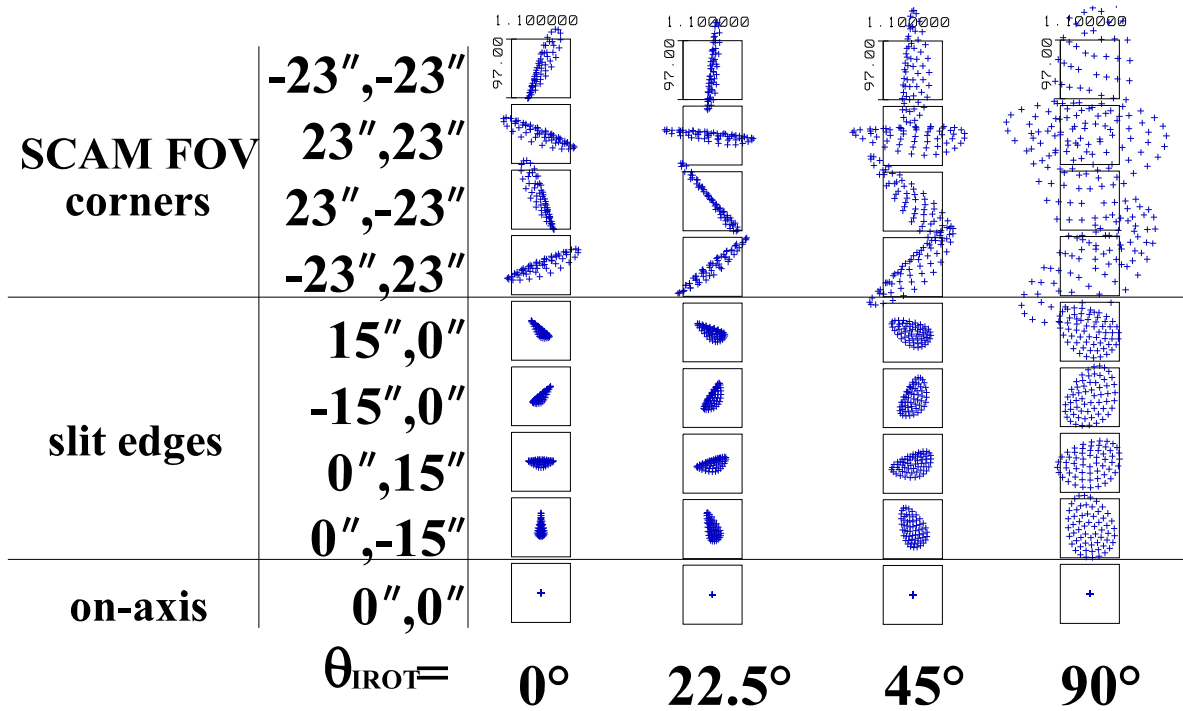 1.100000 1.100000 1.100000 1.100000
97.00 97.00 97.00 97.00
-23″,-23″
SCAM FOV 23″,23″
corners 23″,-23″
-23″,23″
15″,0″
-15″,0″
slit edges 0″,15″
0″,-15″
on-axis 0″,0″
θIROT= 0° 22.5° 45° 90°